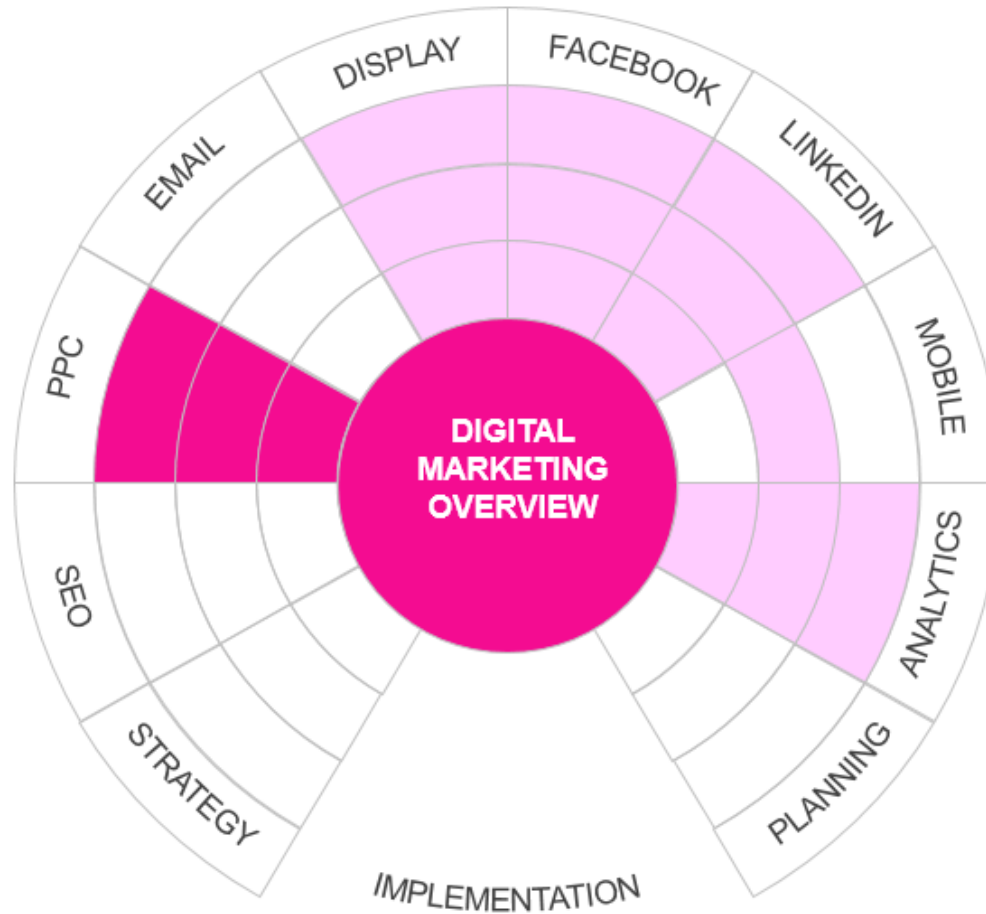 DISPLAY
FACEBOOK
EMAIL
LINKEDIN
PPC
MOBILE
DIGITAL
MARKETING
OVERVIEW
SEO
ANALYTICS
STRATEGY
PLANNING
IMPLEMENTATION